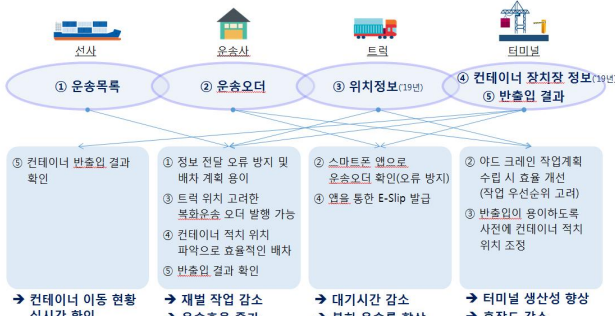 선사
운송사
트럭
터미널
① 운송목록
② 운송오더
③ 위치정보('19년)
④ 컨테이너 장치장 정보('19년)
⑤ 반출입 결과
⑤ 컨테이너 반출입 결과
확인
① 정보 전달 오류 방지 및
배차 계획 용이
③ 트럭 위치 고려한
복화운송 오더 발행 가능
④ 컨테이너 적치 위치
파악으로 효율적인 배차
⑤ 반출입 결과 확인
② 스마트폰 앱으로
운송오더 확인(오류 방지)
④ 앱을 통한 E-Slip 발급
② 야드 크레인 작업계획
수립 시 효율 개선
(작업 우선순위 고려)
③ 반출입이 용이하도록
사전에 컨테이너 적치
위치 조정
➔ 컨테이너 이동 현황
실시간 확인
➔ 재벌 작업 감소
➔ 대기시간 감소
➔ 터미널 생산성 향상